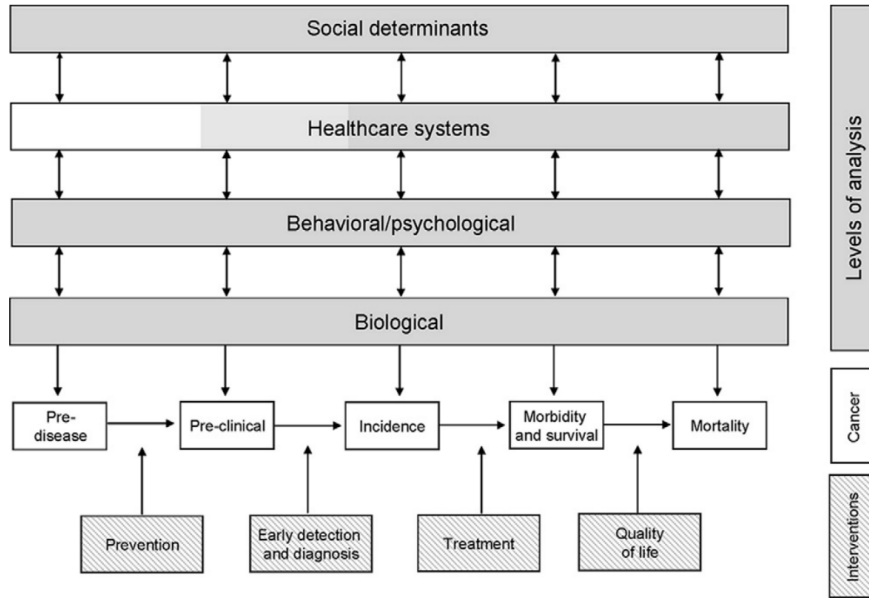 Social determinants
Healthcare systems
Behavioral/psychological
Biological
Levels of analysis
Pre-
disease
Pre-clinical
Incidence
Morbidity
and survival
Mortality
Cancer
Prevention
Early detection
and diagnosis
Treatment
Quality
of life
Interventions